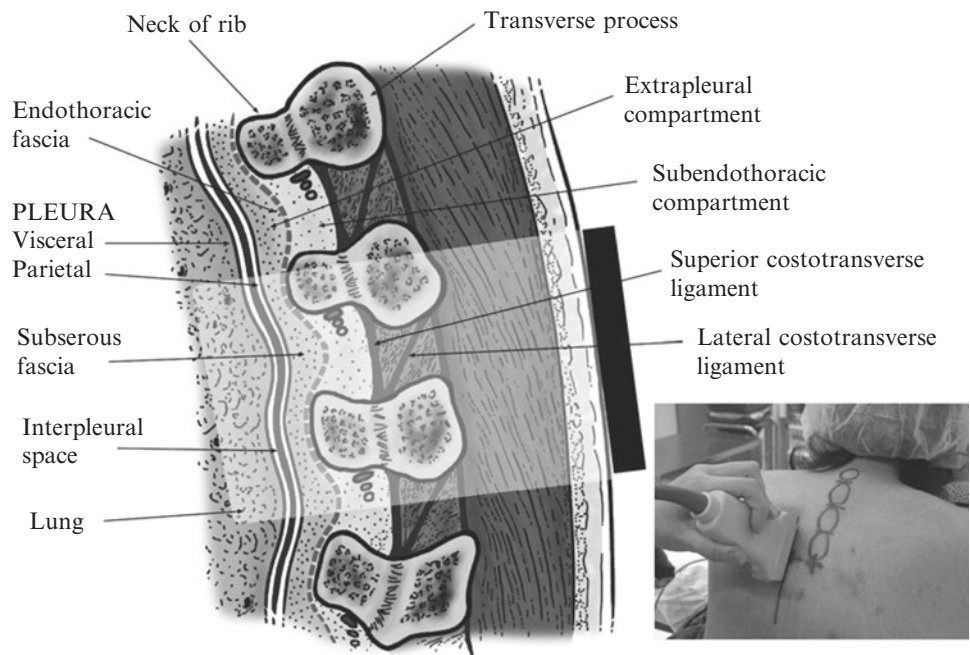 Neck of rib
Transverse process
Endothoracic
fascia
Extrapleural
compartment
Subendothoracic
compartment
PLEURA
Visceral
Parietal
Superior costotransverse
ligament
Subserous
fascia
Lateral costotransverse
ligament
Interpleural
space
Lung